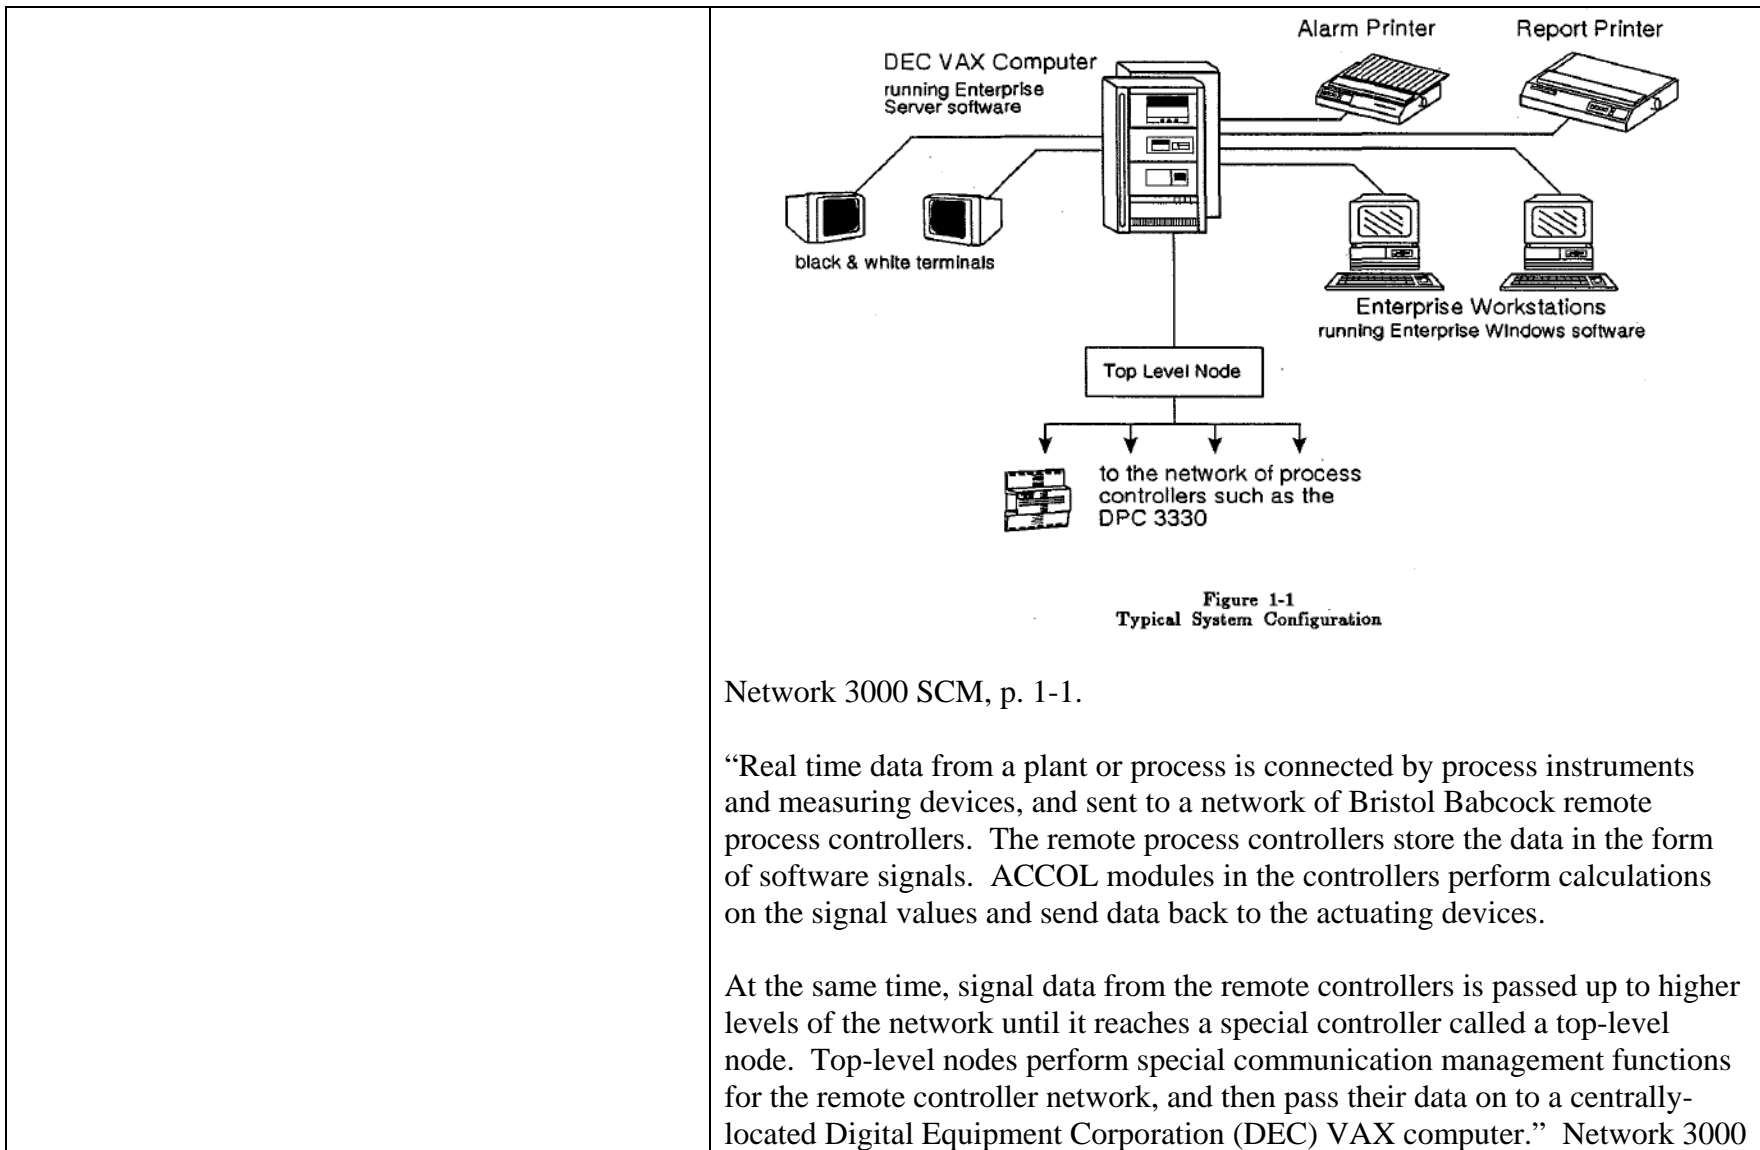 Alarm Printer
Report Printer
DEC VAX Computer
running Enterprise
Server software
black & white terminals
Enterprise Workstations
running Enterprise Windows software
Top Level Node
to the network of process
controllers such as the
DPC 3330
Figure 1-1
Typical System Configuration
Network 3000 SCM, p. 1-1.
“Real time data from a plant or process is connected by process instruments
and measuring devices, and sent to a network of Bristol Babcock remote
process controllers.  The remote process controllers store the data in the form
of software signals.  ACCOL modules in the controllers perform calculations
on the signal values and send data back to the actuating devices.
At the same time, signal data from the remote controllers is passed up to higher
levels of the network until it reaches a special controller called a top-level
node.  Top-level nodes perform special communication management functions
for the remote controller network, and then pass their data on to a centrally-
located Digital Equipment Corporation (DEC) VAX computer.”  Network 3000